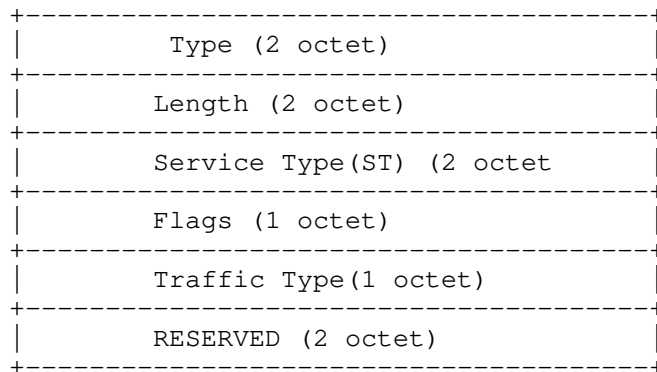 Type (2 octet)
Length (2 octet)
Service Type(ST) (2 octet
Flags (1 octet)
Traffic Type(1 octet)
RESERVED (2 octet)